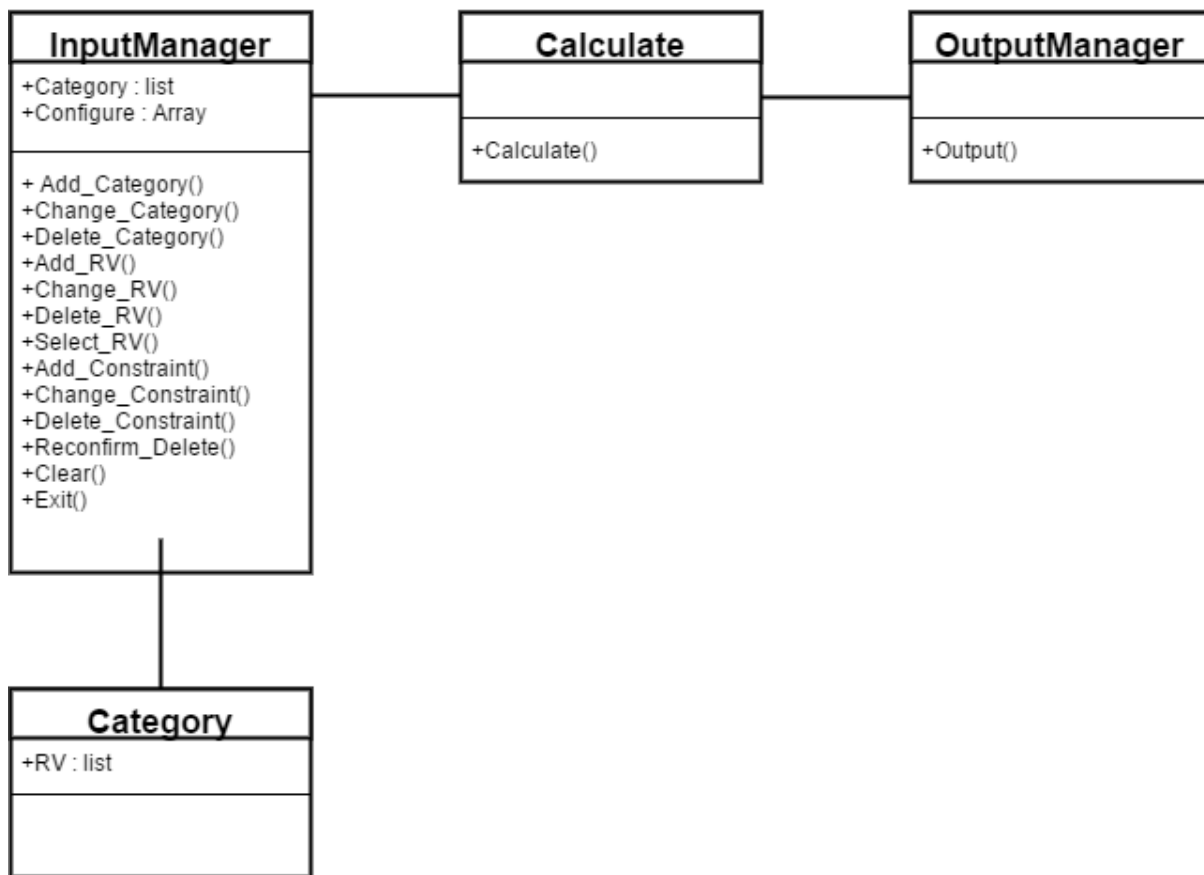 InputManager
+Category : list
+Configure : Array
+ Add_Category()
+Change_Category()
+Delete_Category()
+Add_RV()
+Change_RV()
+Delete_RV()
+Select_RV()
+Add_Constraint()
+Change_Constraint()
+Delete_Constraint()
+Reconfirm_Delete()
+Clear()
+Exit()
Calculate
+Calculate()
OutputManager
+Output()
Category
+RV : list